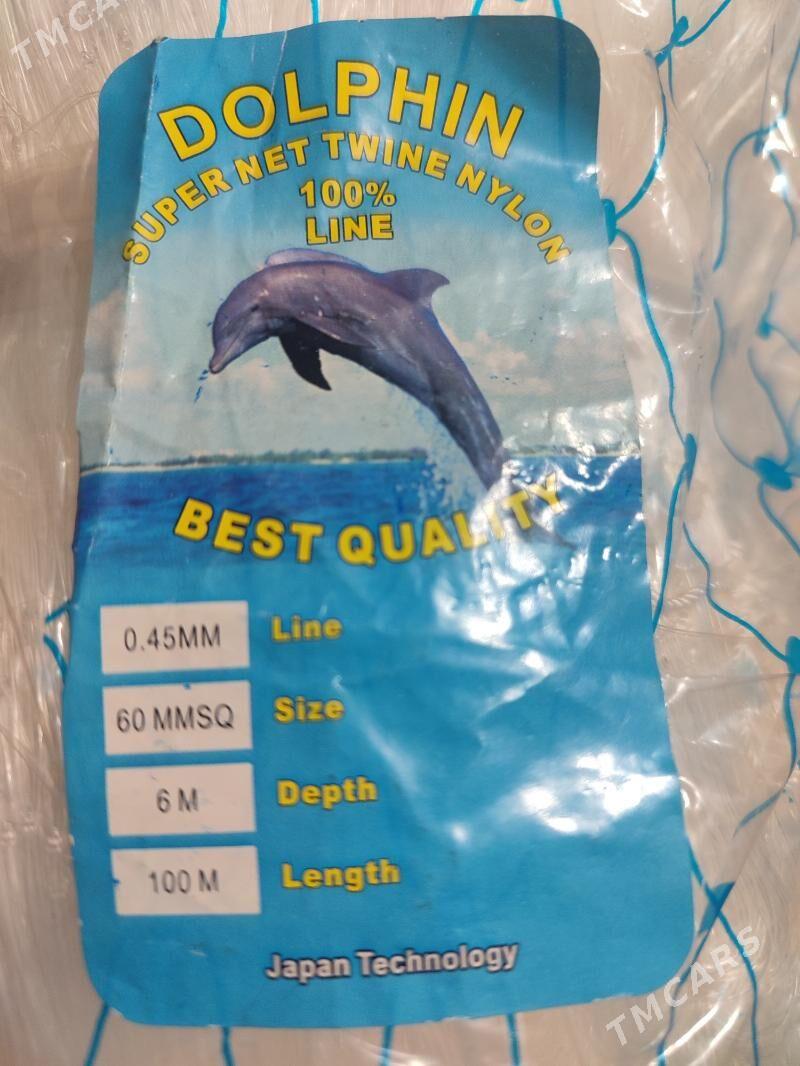 TMCARS
DOLPHIN
SUPER NET TWINE NYLON
100%
LINE
BEST QUALITY
0.45MM Line
60 MMSQ Size
6 M Depth
100 M Length
Japan Technology
TMCARS